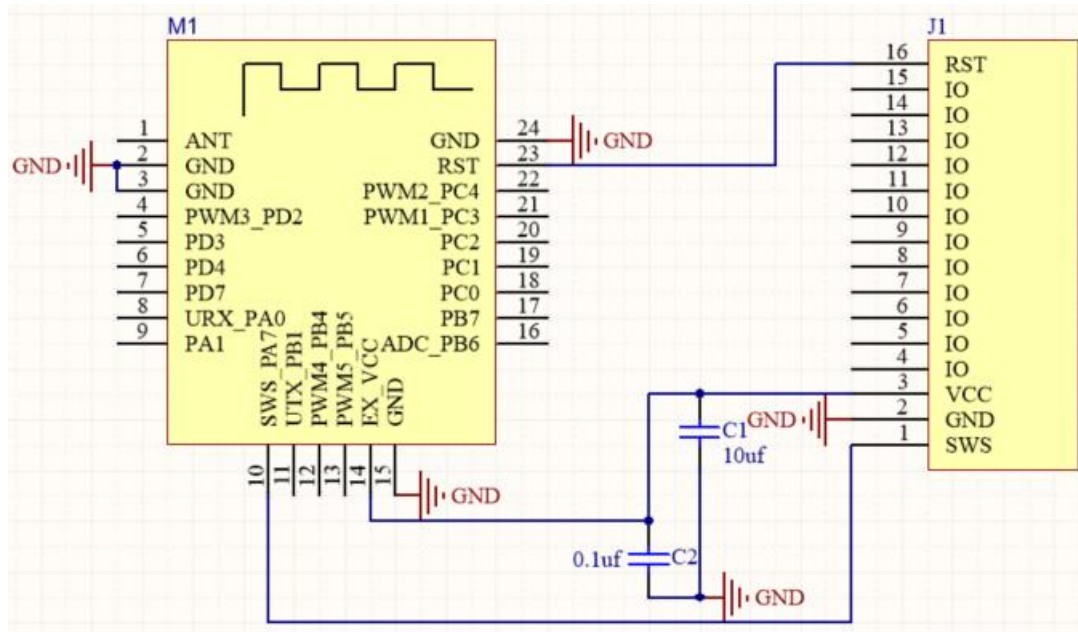 M1
J1
1 ANT
2 GND
3 GND
4 PWM3_PD2
5 PD3
6 PD4
7 PD7
8 URX_PA0
9 PA1
10 SWS_PA7
11 UTX_PB1
12 PWM4_PB4
13 PWM5_PB5
14 EX_VCC
15 GND
GND 24
RST 23
PWM2_PC4 22
PWM1_PC3 21
PC2 20
PC1 19
PC0 18
PB7 17
ADC_PB6 16
GND
GND
GND
16 RST
15 IO
14 IO
13 IO
12 IO
11 IO
10 IO
9 IO
8 IO
7 IO
6 IO
5 IO
4 IO
3 VCC
2 GND
1 SWS
GND
C1
10uf
0.1uf
C2
GND